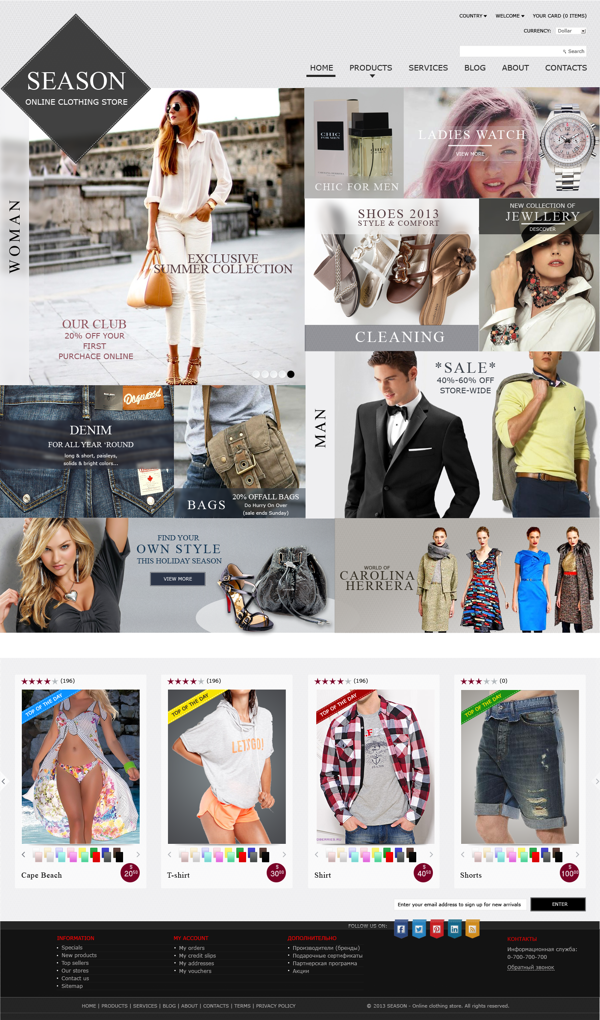 COUNTRY WELCOME YOUR CARD (0 ITEMS)
CURRENCY: Dollar
Search
SEASON
ONLINE CLOTHING STORE
HOME PRODUCTS SERVICES BLOG ABOUT CONTACTS
WOMAN
EXCLUSIVE
SUMMER COLLECTION
OUR CLUB
20% OFF YOUR
FIRST
PURCHACE ONLINE
CHIC
CHIC FOR MEN
LADIES WATCH
VIEW MORE
SHOES 2013
STYLE & COMFORT
CLEANING
NEW COLLECTION OF
JEWLLERY
DESCOVER
Dsquared
DENIM
FOR ALL YEAR 'ROUND
long & short, paisleys,
solids & bright colors...
BAGS
20% OFFALL BAGS
Do Hurry On Over
(sale ends Sunday)
MAN
*SALE*
40%-60% OFF
STORE-WIDE
FIND YOUR
OWN STYLE
THIS HOLIDAY SEASON
VIEW MORE
WORLD OF
CAROLINA
HERRERA
(196)
TOP OF THE DAY
Cape Beach
$
20⁵⁰
(196)
TOP OF THE DAY
LET'S GO!
T-shirt
$
30⁵⁰
(196)
TOP OF THE DAY
Shirt
$
40⁵⁰
(0)
TOP OF THE DAY
Shorts
$
100⁵⁰
Enter your email address to sign up for new arrivals
ENTER
FOLLOW US ON:
INFORMATION
Specials
New products
Top sellers
Our stores
Contact us
Sitemap
MY ACCOUNT
My orders
My credit slips
My addresses
My vouchers
ДОПОЛНИТЕЛЬНО
Производители (бренды)
Подарочные сертификаты
Партнерская программа
Акции
КОНТАКТЫ
Информационная служба:
0-700-700-700
Обратный звонок
HOME | PRODUCTS | SERVICES | BLOG | ABOUT | CONTACTS | TERMS | PRIVACY POLICY
© 2013 SEASON - Online clothing store. All rights reserved.